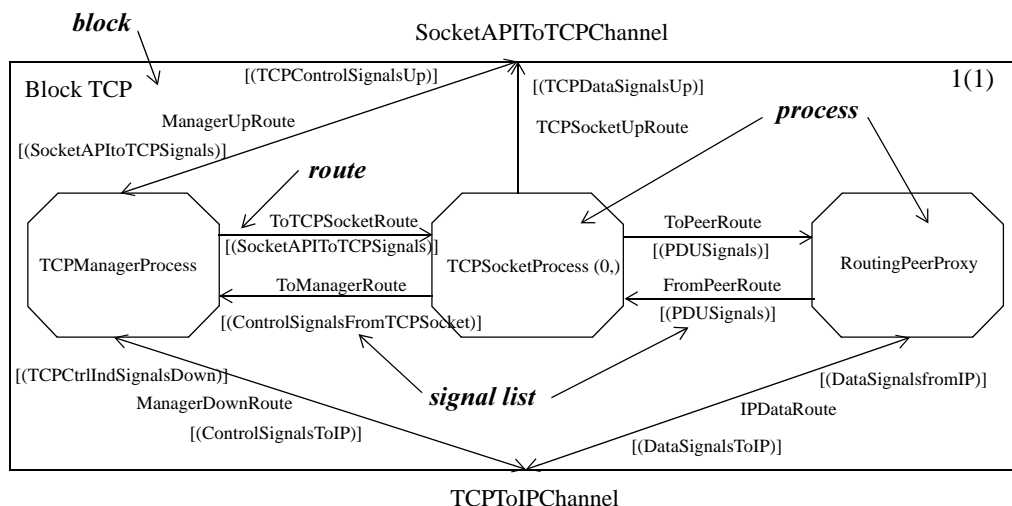 block
SocketAPIToTCPChannel
[(TCPControlSignalsUp)]
Block TCP
[(TCPDataSignalsUp)]
1(1)
ManagerUpRoute
TCPSocketUpRoute
process
[(SocketAPItoTCPSignals)]
route
ToTCPSocketRoute
ToPeerRoute
[(SocketAPIToTCPSignals)]
[(PDUSignals)]
TCPManagerProcess
TCPSocketProcess (0,)
RoutingPeerProxy
ToManagerRoute
FromPeerRoute
[(ControlSignalsFromTCPSocket)]
[(PDUSignals)]
[(TCPCtrlIndSignalsDown)]
[(DataSignalsfromIP)]
signal list
ManagerDownRoute
IPDataRoute
[(ControlSignalsToIP)]
[(DataSignalsToIP)]
TCPToIPChannel